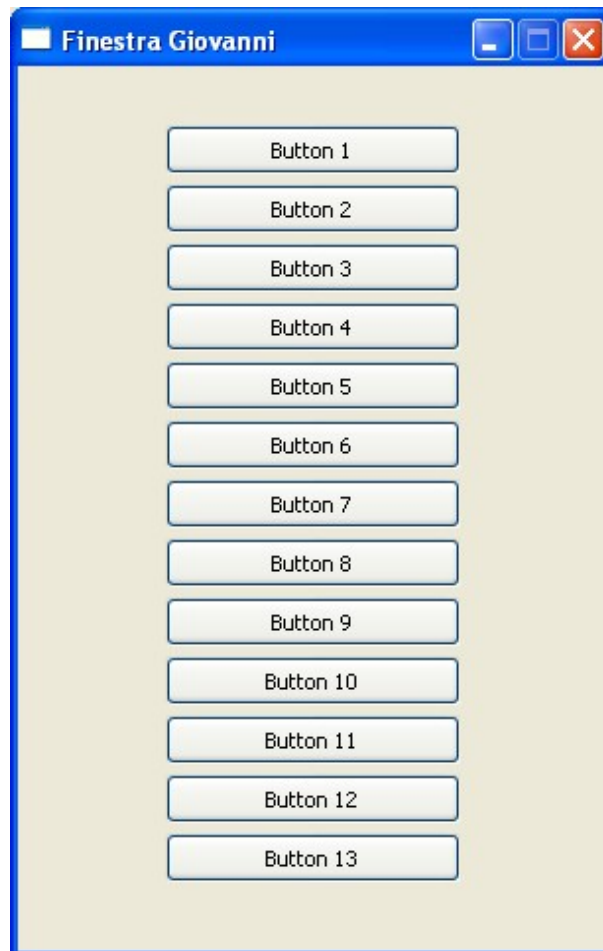 Finestra Giovanni
Button 1
Button 2
Button 3
Button 4
Button 5
Button 6
Button 7
Button 8
Button 9
Button 10
Button 11
Button 12
Button 13